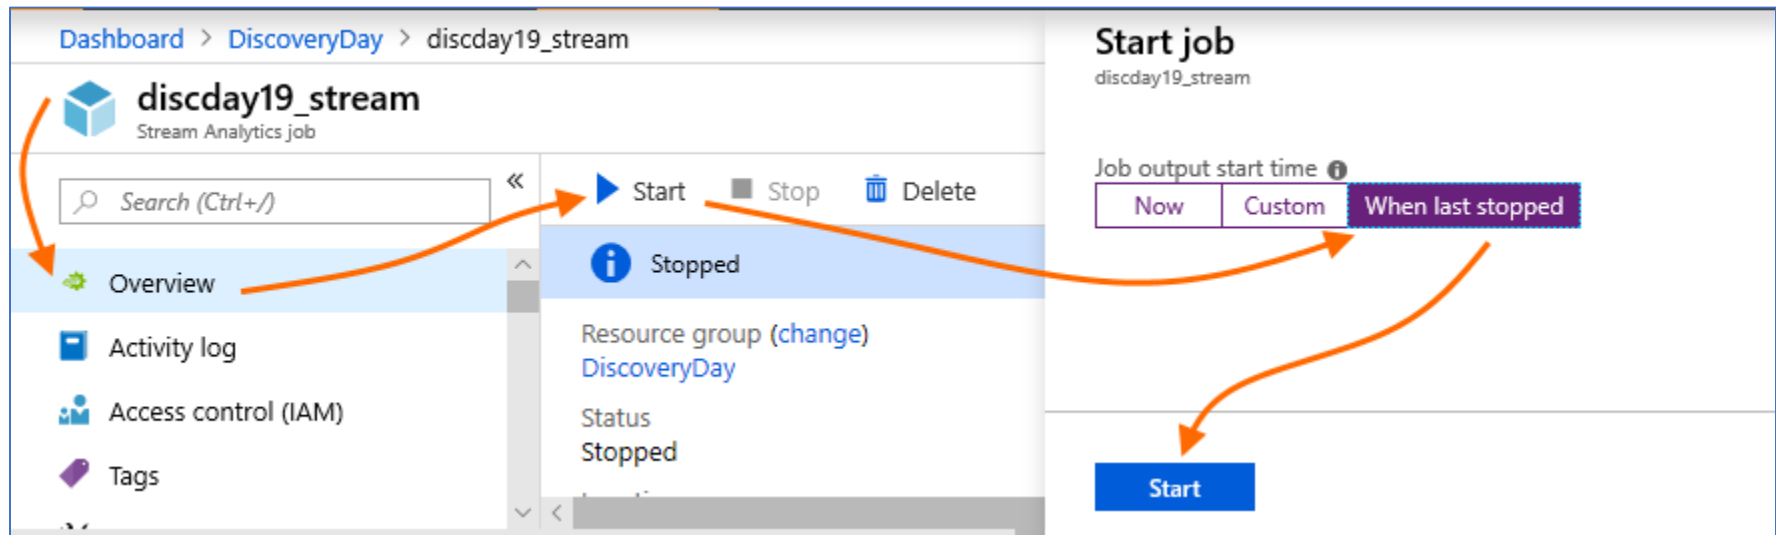 Dashboard > DiscoveryDay > discday19_stream
discday19_stream
Stream Analytics job
Search (Ctrl+/)
«
Overview
Activity log
Access control (IAM)
Tags
Start Stop Delete
Stopped
Resource group (change)
DiscoveryDay
Status
Stopped
Start job
discday19_stream
Job output start time
Now Custom When last stopped
Start